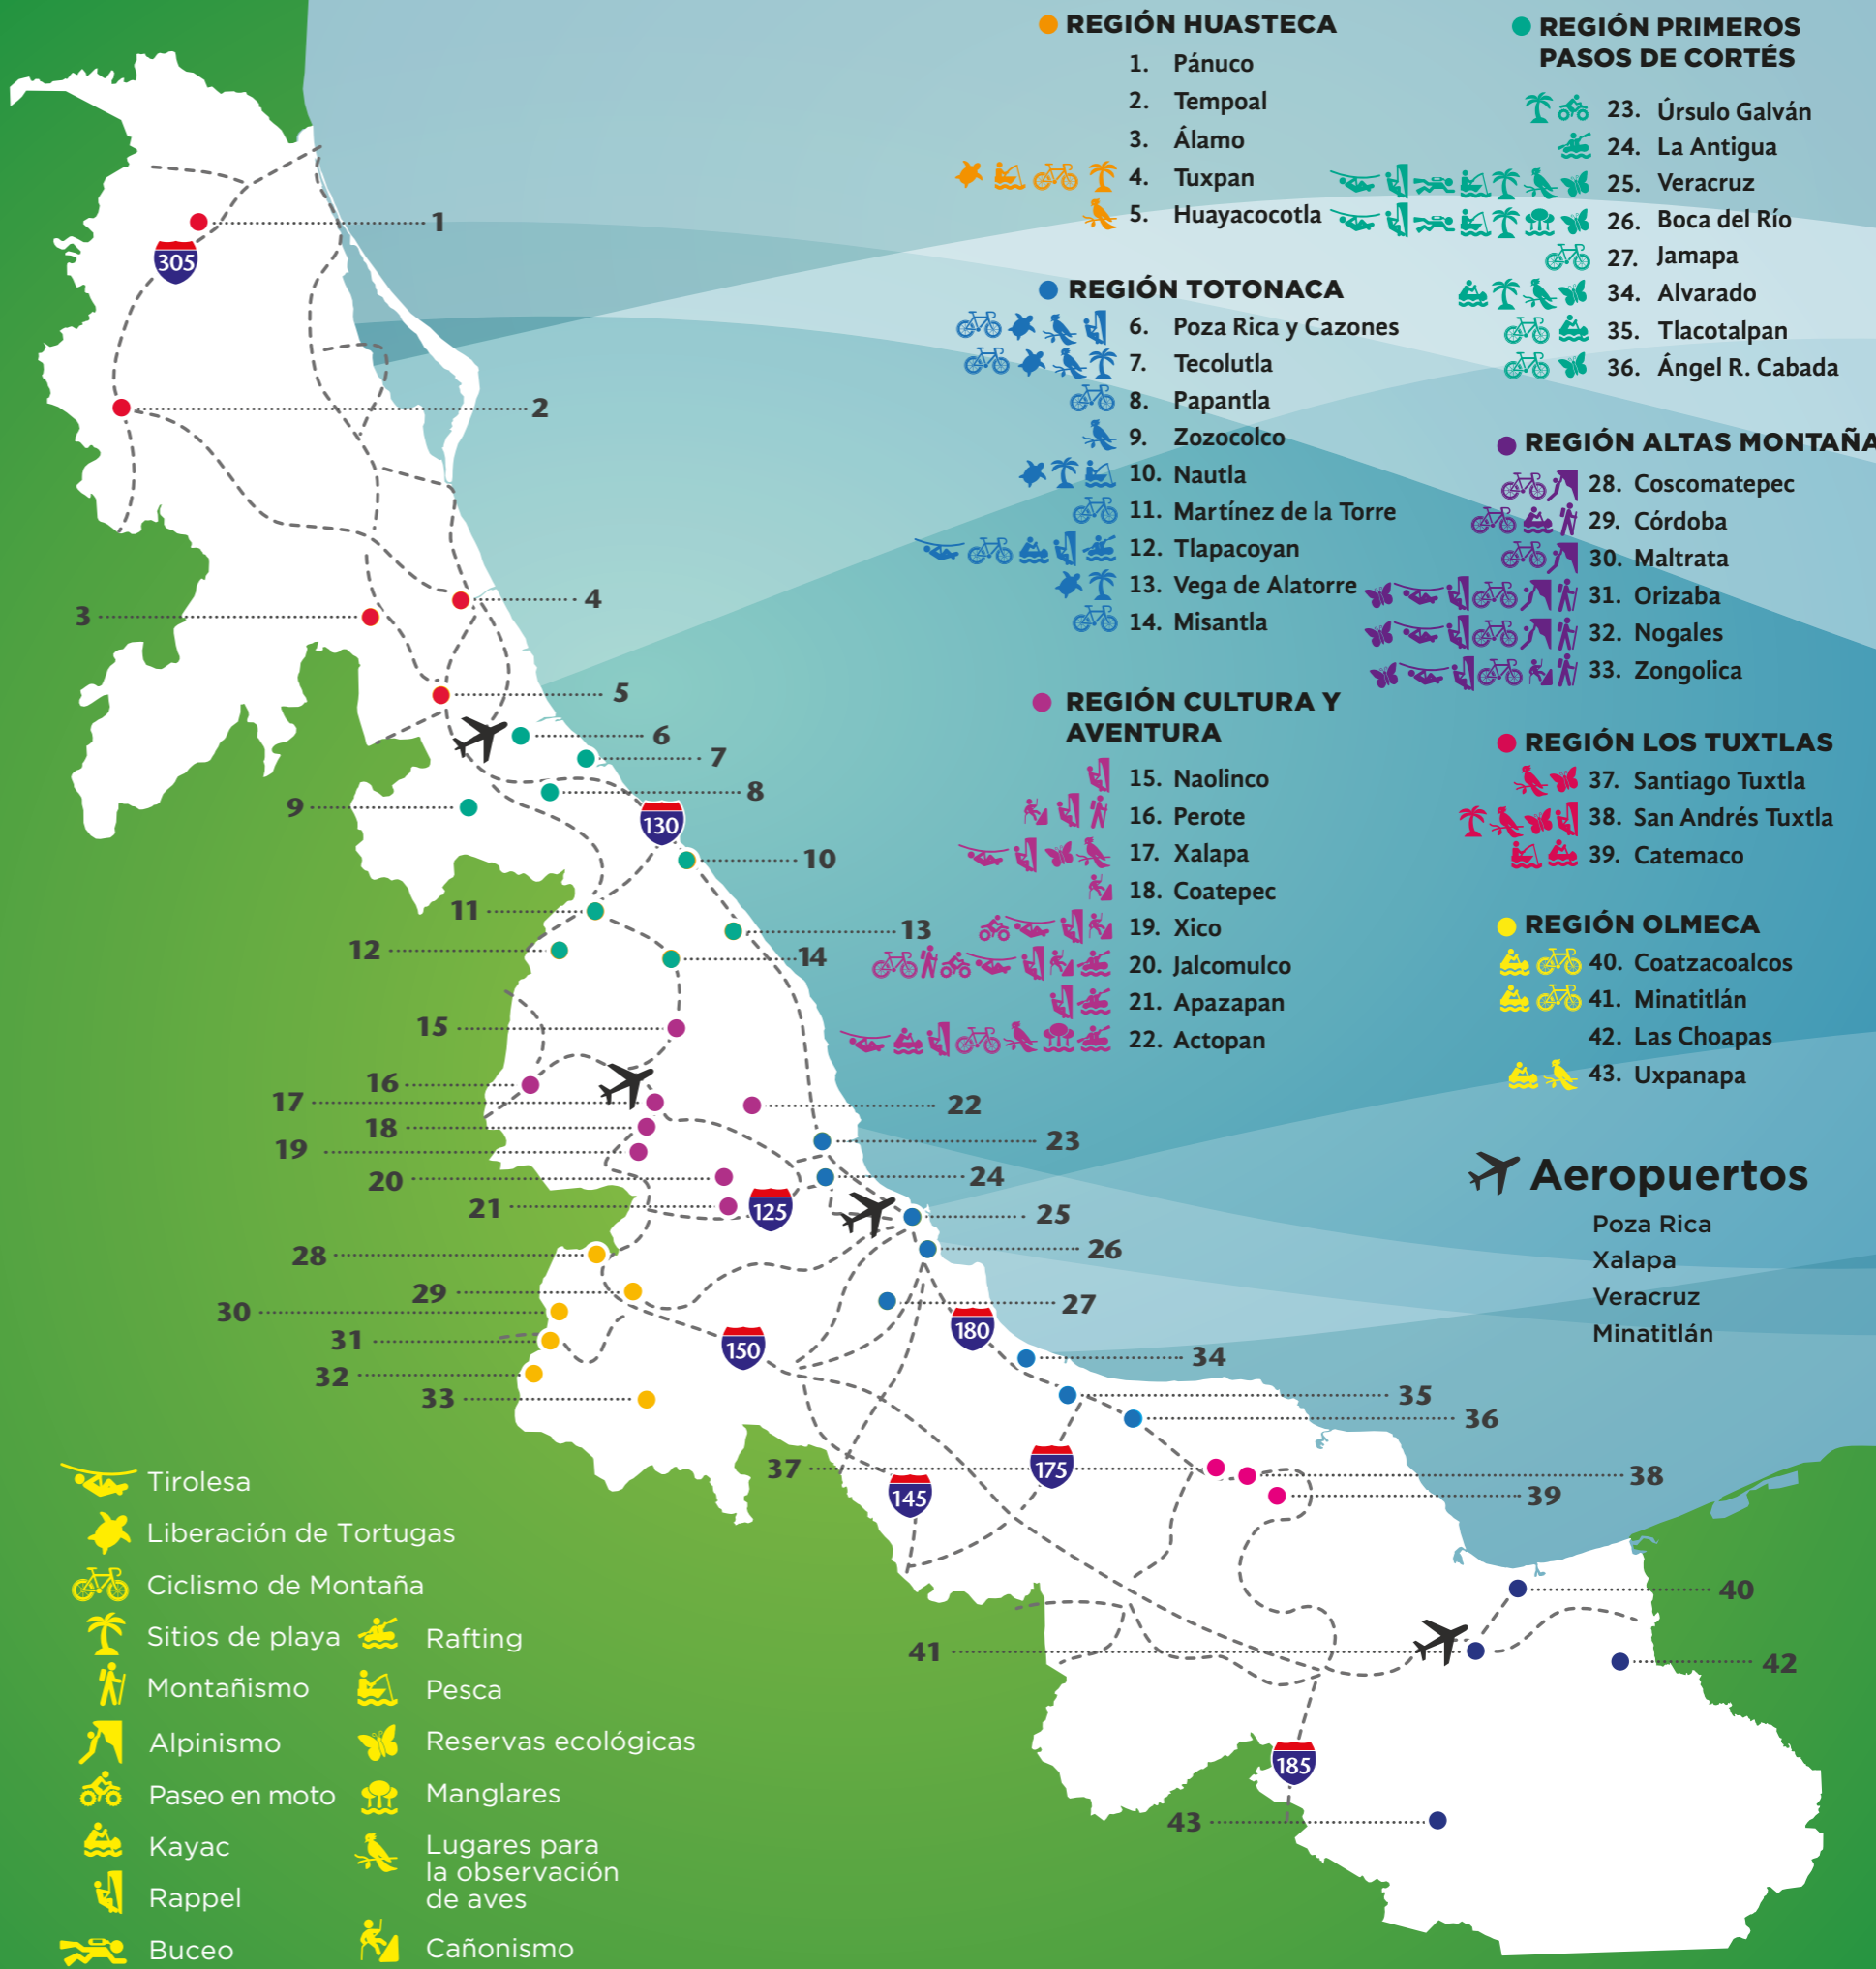 REGIÓN HUASTECA
1. Pánuco
2. Tempoal
3. Álamo
4. Tuxpan
5. Huayacocotla
REGIÓN TOTONACA
6. Poza Rica y Cazones
7. Tecolutla
8. Papantla
9. Zozocolco
10. Nautla
11. Martínez de la Torre
12. Tlapacoyan
13. Vega de Alatorre
14. Misantla
REGIÓN CULTURA Y
AVENTURA
15. Naolinco
16. Perote
17. Xalapa
18. Coatepec
19. Xico
20. Jalcomulco
21. Apazapan
22. Actopan
REGIÓN PRIMEROS
PASOS DE CORTÉS
23. Úrsulo Galván
24. La Antigua
25. Veracruz
26. Boca del Río
27. Jamapa
34. Alvarado
35. Tlacotalpan
36. Ángel R. Cabada
REGIÓN ALTAS MONTAÑA
28. Coscomatepec
29. Córdoba
30. Maltrata
31. Orizaba
32. Nogales
33. Zongolica
REGIÓN LOS TUXTLAS
37. Santiago Tuxtla
38. San Andrés Tuxtla
39. Catemaco
REGIÓN OLMECA
40. Coatzacoalcos
41. Minatitlán
42. Las Choapas
43. Uxpanapa
Aeropuertos
Poza Rica
Xalapa
Veracruz
Minatitlán
1
305
2
4
3
5
6
7
8
9
130
10
11
13
12
14
15
16
17
22
18
23
19
20
24
21
125
25
26
28
29
27
30
180
31
150
34
32
33
35
36
37
175
38
145
39
40
41
42
185
43
Tirolesa
Liberación de Tortugas
Ciclismo de Montaña
Sitios de playa
Montañismo
Alpinismo
Paseo en moto
Kayac
Rappel
Buceo
Rafting
Pesca
Reservas ecológicas
Manglares
Lugares para
la observación
de aves
Cañonismo